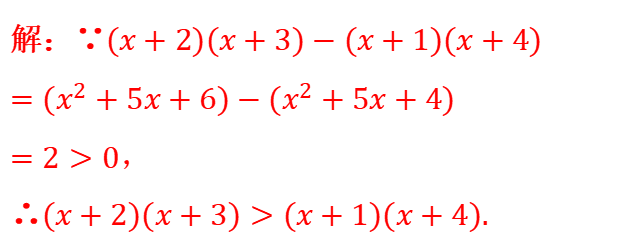 解：∵(x + 2)(x + 3) − (x + 1)(x + 4)
= (x² + 5x + 6) − (x² + 5x + 4)
= 2 > 0，
∴(x + 2)(x + 3) > (x + 1)(x + 4).